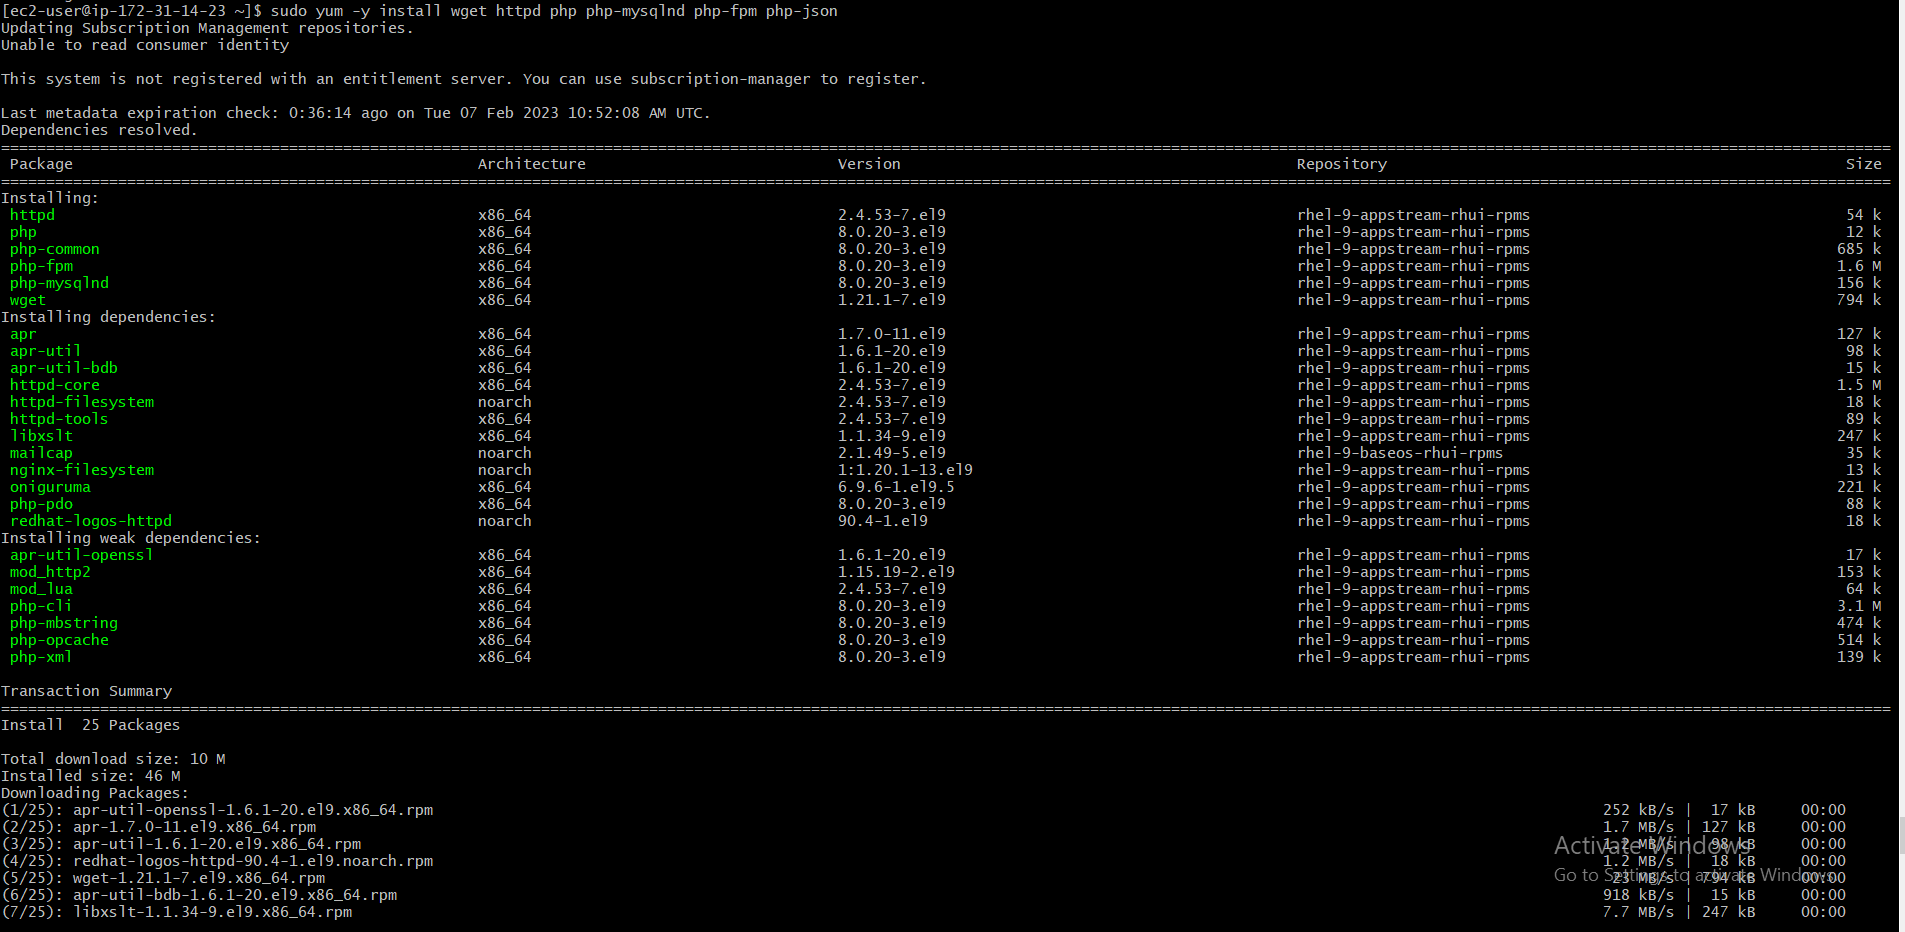 [ec2-user@ip-172-31-14-23 ~]$ sudo yum -y install wget httpd php php-mysqlnd php-fpm php-json
Updating Subscription Management repositories.
Unable to read consumer identity
This system is not registered with an entitlement server. You can use subscription-manager to register.
Last metadata expiration check: 0:36:14 ago on Tue 07 Feb 2023 10:52:08 AM UTC.
Dependencies resolved.
Package Architecture Version Repository Size
Installing:
httpd x86_64 2.4.53-7.el9 rhel-9-appstream-rhui-rpms 54 k
php x86_64 8.0.20-3.el9 rhel-9-appstream-rhui-rpms 12 k
php-common x86_64 8.0.20-3.el9 rhel-9-appstream-rhui-rpms 685 k
php-fpm x86_64 8.0.20-3.el9 rhel-9-appstream-rhui-rpms 1.6 M
php-mysqlnd x86_64 8.0.20-3.el9 rhel-9-appstream-rhui-rpms 156 k
wget x86_64 1.21.1-7.el9 rhel-9-appstream-rhui-rpms 794 k
Installing dependencies:
apr x86_64 1.7.0-11.el9 rhel-9-appstream-rhui-rpms 127 k
apr-util x86_64 1.6.1-20.el9 rhel-9-appstream-rhui-rpms 98 k
apr-util-bdb x86_64 1.6.1-20.el9 rhel-9-appstream-rhui-rpms 15 k
httpd-core x86_64 2.4.53-7.el9 rhel-9-appstream-rhui-rpms 1.5 M
httpd-filesystem noarch 2.4.53-7.el9 rhel-9-appstream-rhui-rpms 18 k
httpd-tools x86_64 2.4.53-7.el9 rhel-9-appstream-rhui-rpms 89 k
libxslt x86_64 1.1.34-9.el9 rhel-9-appstream-rhui-rpms 247 k
mailcap noarch 2.1.49-5.el9 rhel-9-baseos-rhui-rpms 35 k
nginx-filesystem noarch 1:1.20.1-13.el9 rhel-9-appstream-rhui-rpms 13 k
oniguruma x86_64 6.9.6-1.el9.5 rhel-9-appstream-rhui-rpms 221 k
php-pdo x86_64 8.0.20-3.el9 rhel-9-appstream-rhui-rpms 88 k
redhat-logos-httpd noarch 90.4-1.el9 rhel-9-appstream-rhui-rpms 18 k
Installing weak dependencies:
apr-util-openssl x86_64 1.6.1-20.el9 rhel-9-appstream-rhui-rpms 17 k
mod_http2 x86_64 1.15.19-2.el9 rhel-9-appstream-rhui-rpms 153 k
mod_lua x86_64 2.4.53-7.el9 rhel-9-appstream-rhui-rpms 64 k
php-cli x86_64 8.0.20-3.el9 rhel-9-appstream-rhui-rpms 3.1 M
php-mbstring x86_64 8.0.20-3.el9 rhel-9-appstream-rhui-rpms 474 k
php-opcache x86_64 8.0.20-3.el9 rhel-9-appstream-rhui-rpms 514 k
php-xml x86_64 8.0.20-3.el9 rhel-9-appstream-rhui-rpms 139 k
Transaction Summary
Install 25 Packages
Total download size: 10 M
Installed size: 46 M
Downloading Packages:
(1/25): apr-util-openssl-1.6.1-20.el9.x86_64.rpm 252 kB/s | 17 kB 00:00
(2/25): apr-1.7.0-11.el9.x86_64.rpm 1.7 MB/s | 127 kB 00:00
(3/25): apr-util-1.6.1-20.el9.x86_64.rpm 1.2 MB/s | 98 kB 00:00
(4/25): redhat-logos-httpd-90.4-1.el9.noarch.rpm 1.2 MB/s | 18 kB 00:00
(5/25): wget-1.21.1-7.el9.x86_64.rpm 23 MB/s | 794 kB 00:00
(6/25): apr-util-bdb-1.6.1-20.el9.x86_64.rpm 918 kB/s | 15 kB 00:00
(7/25): libxslt-1.1.34-9.el9.x86_64.rpm 7.7 MB/s | 247 kB 00:00
Activate Windows
Go to Settings to activate Windows.